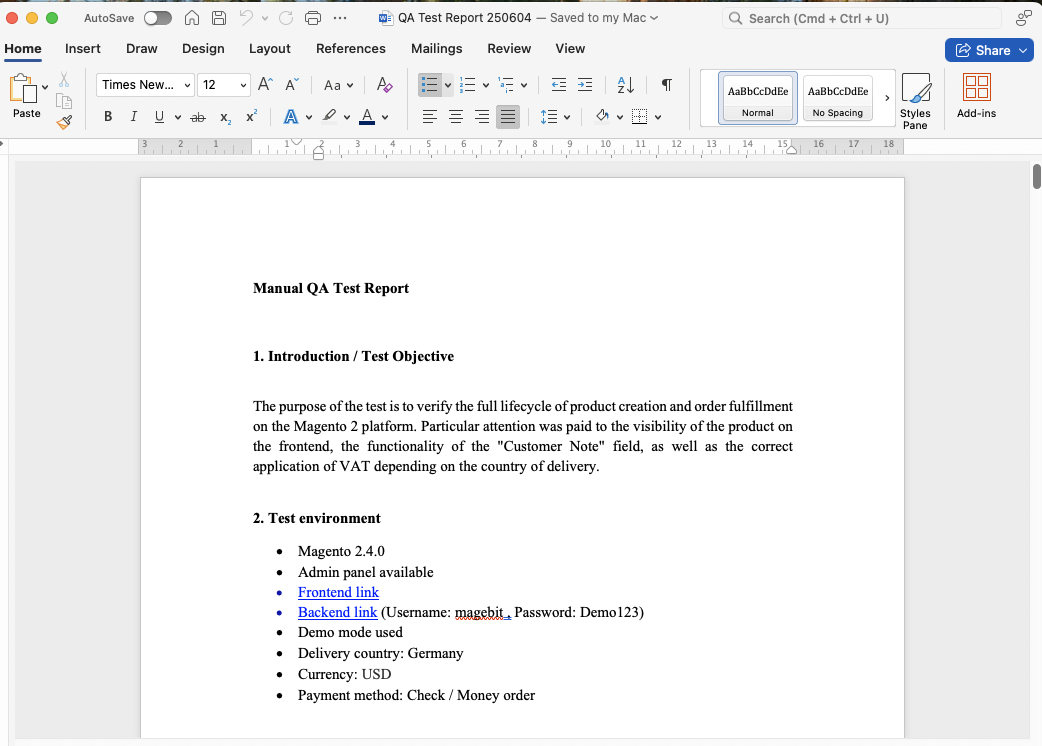 AutoSave QA Test Report 250604 — Saved to my Mac Search (Cmd + Ctrl + U)
Home Insert Draw Design Layout References Mailings Review View Share
Paste Times New... 12 Aa AaBbCcDdEe AaBbCcDdEe
B I U ab x₂ x² A A Normal No Spacing Styles Pane Add-ins
3 2 1 1 2 3 4 5 6 7 8 9 10 11 12 13 14 15 16 17 18
Manual QA Test Report
1. Introduction / Test Objective
The purpose of the test is to verify the full lifecycle of product creation and order fulfillment
on the Magento 2 platform. Particular attention was paid to the visibility of the product on
the frontend, the functionality of the "Customer Note" field, as well as the correct
application of VAT depending on the country of delivery.
2. Test environment
• Magento 2.4.0
• Admin panel available
• Frontend link
• Backend link (Username: magebit , Password: Demo123)
• Demo mode used
• Delivery country: Germany
• Currency: USD
• Payment method: Check / Money order